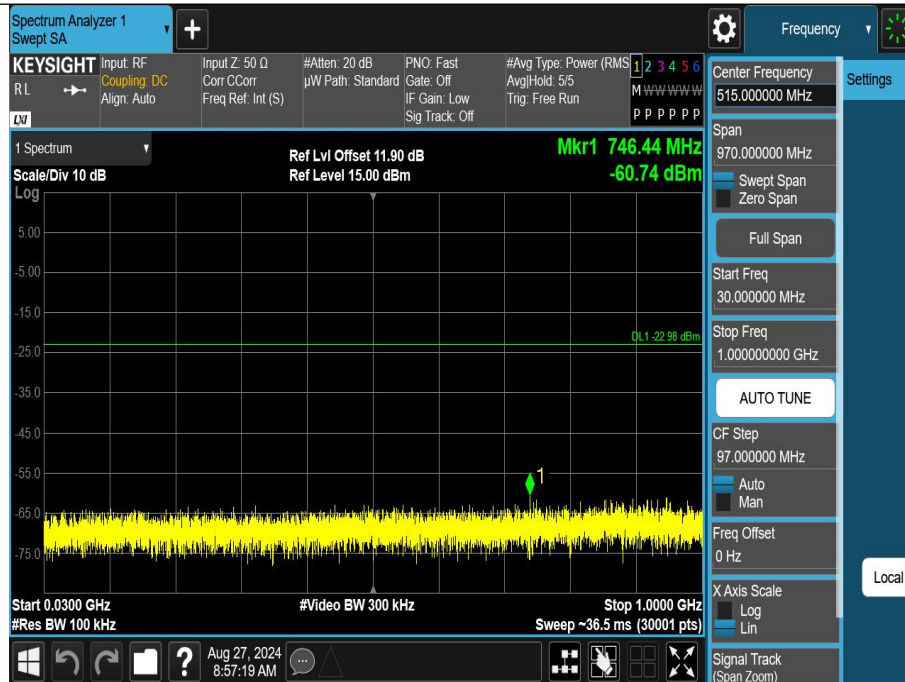 Spectrum Analyzer 1
Swept SA
Frequency
KEYSIGHT
RL
LXI
Input: RF
Coupling: DC
Align: Auto
Input Z: 50 Ω
Corr CCorr
Freq Ref: Int (S)
#Atten: 20 dB
µW Path: Standard
PNO: Fast
Gate: Off
IF Gain: Low
Sig Track: Off
#Avg Type: Power (RMS
Avg|Hold: 5/5
Trig: Free Run
1 2 3 4 5 6
M W W W W W
P P P P P P
1 Spectrum
Scale/Div 10 dB
Log
Ref Lvl Offset 11.90 dB
Ref Level 15.00 dBm
Mkr1 746.44 MHz
-60.74 dBm
5.00
-5.00
-15.0
-25.0
-35.0
-45.0
-55.0
-65.0
-75.0
DL1 -22.98 dBm
1
Start 0.0300 GHz
#Res BW 100 kHz
#Video BW 300 kHz
Stop 1.0000 GHz
Sweep ~36.5 ms (30001 pts)
Aug 27, 2024
8:57:19 AM
Center Frequency
515.000000 MHz
Span
970.000000 MHz
Swept Span
Zero Span
Full Span
Start Freq
30.000000 MHz
Stop Freq
1.000000000 GHz
AUTO TUNE
CF Step
97.000000 MHz
Auto
Man
Freq Offset
0 Hz
X Axis Scale
Log
Lin
Signal Track
(Span Zoom)
Settings
Local